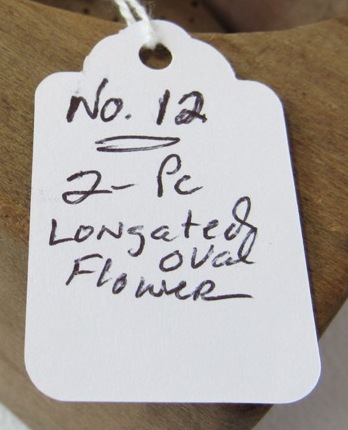 No. 12
2-Pc
Longated
Oval
Flower